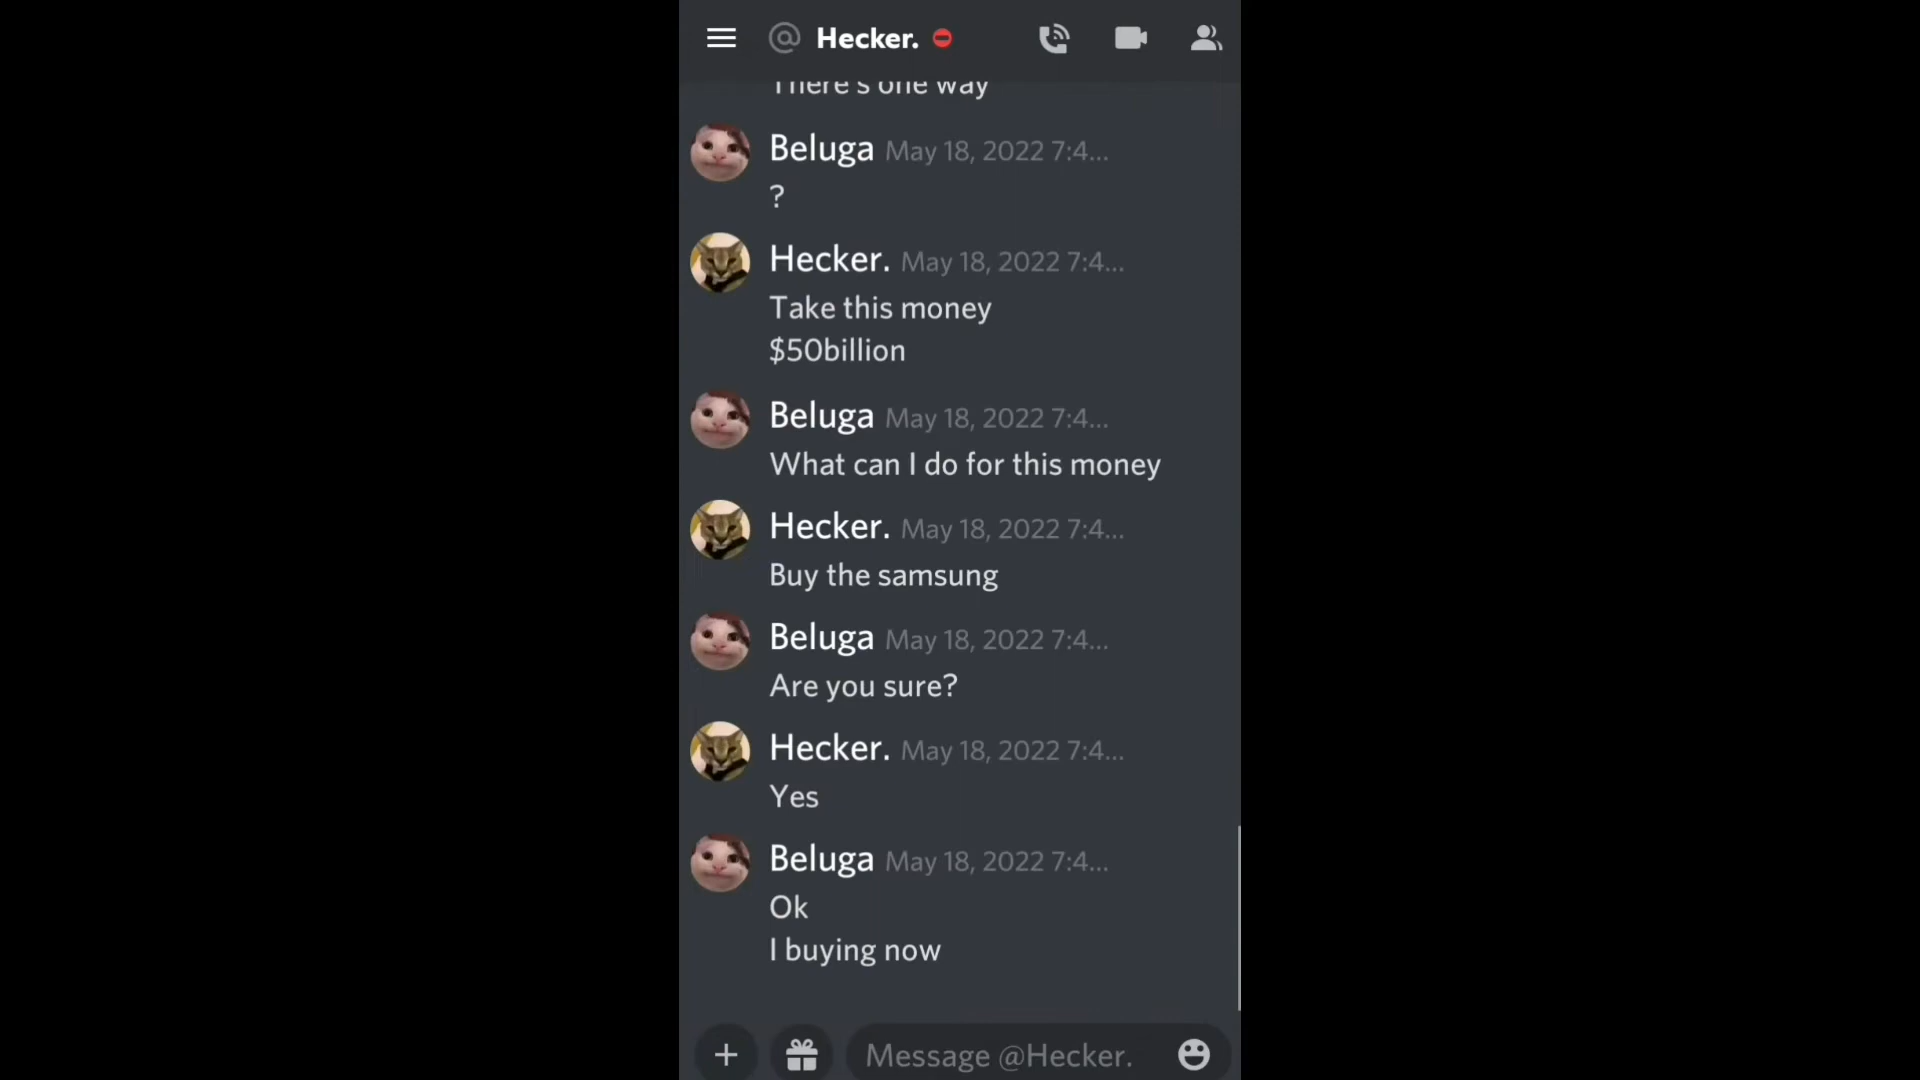 @ Hecker.
There's one way
Beluga May 18, 2022 7:4...
?
Hecker. May 18, 2022 7:4...
Take this money
$50billion
Beluga May 18, 2022 7:4...
What can I do for this money
Hecker. May 18, 2022 7:4...
Buy the samsung
Beluga May 18, 2022 7:4...
Are you sure?
Hecker. May 18, 2022 7:4...
Yes
Beluga May 18, 2022 7:4...
Ok
I buying now
Message @Hecker.